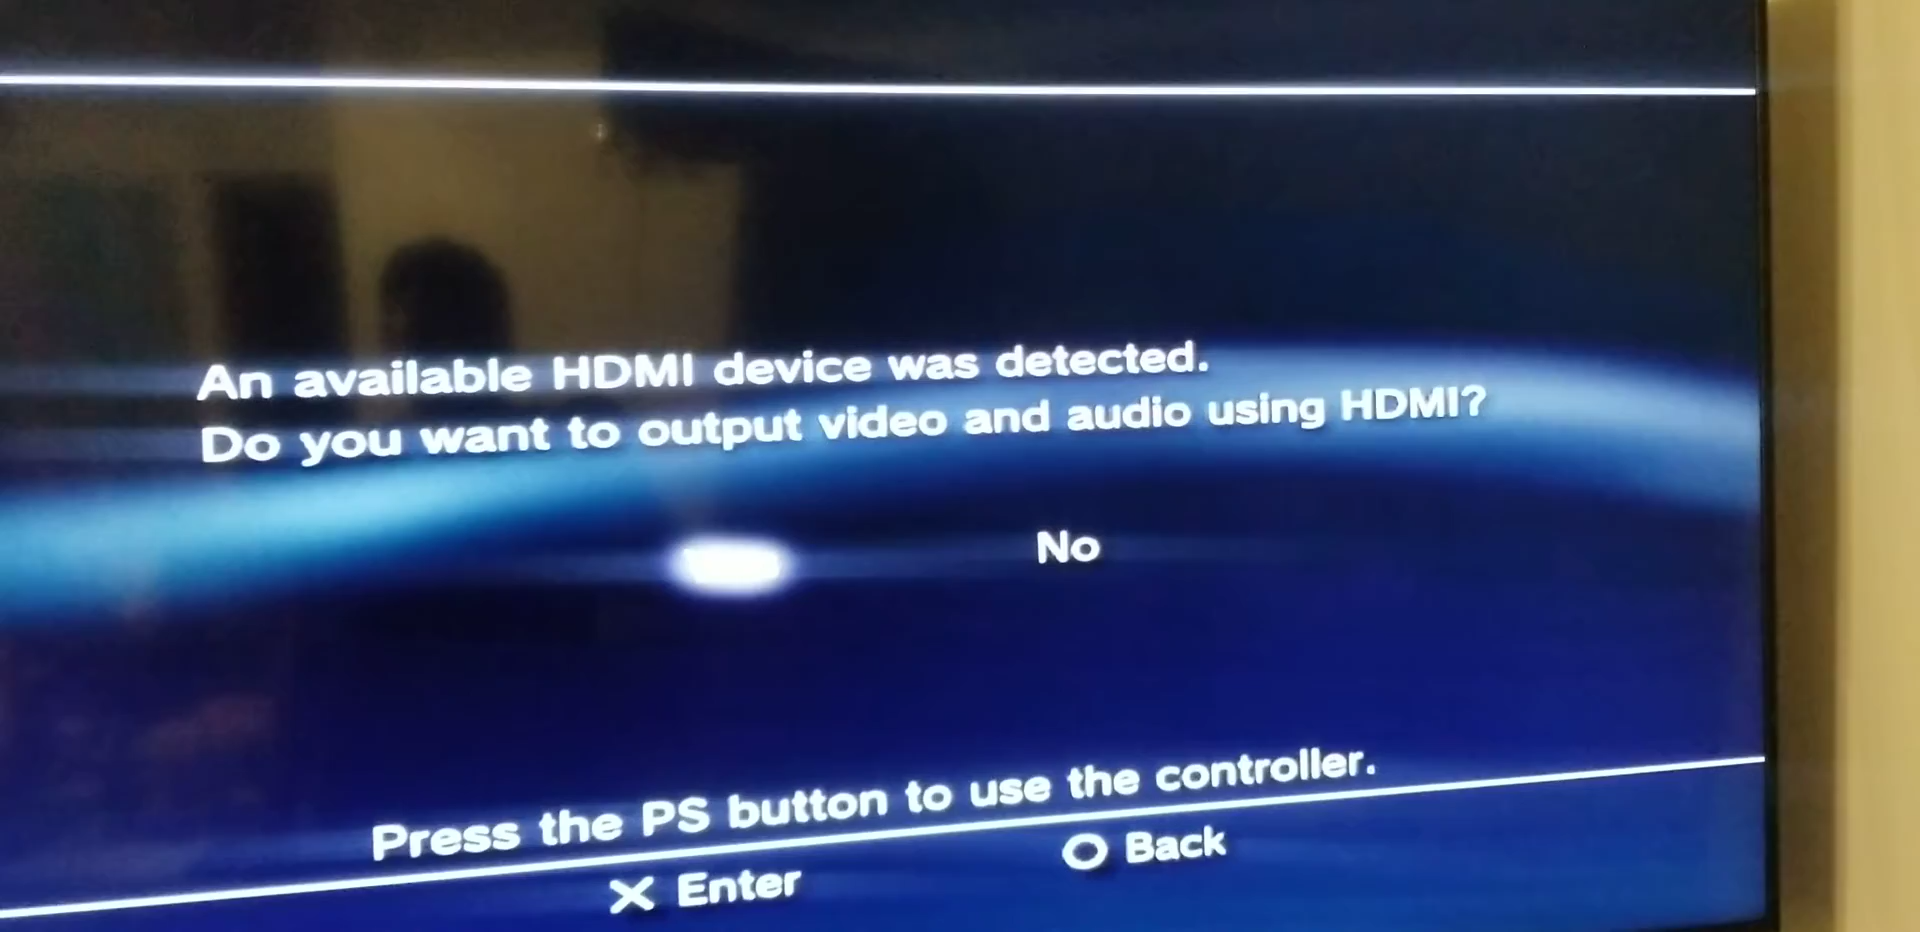 An available HDMI device was detected.
Do you want to output video and audio using HDMI?
No
Press the PS button to use the controller.
X Enter
O Back